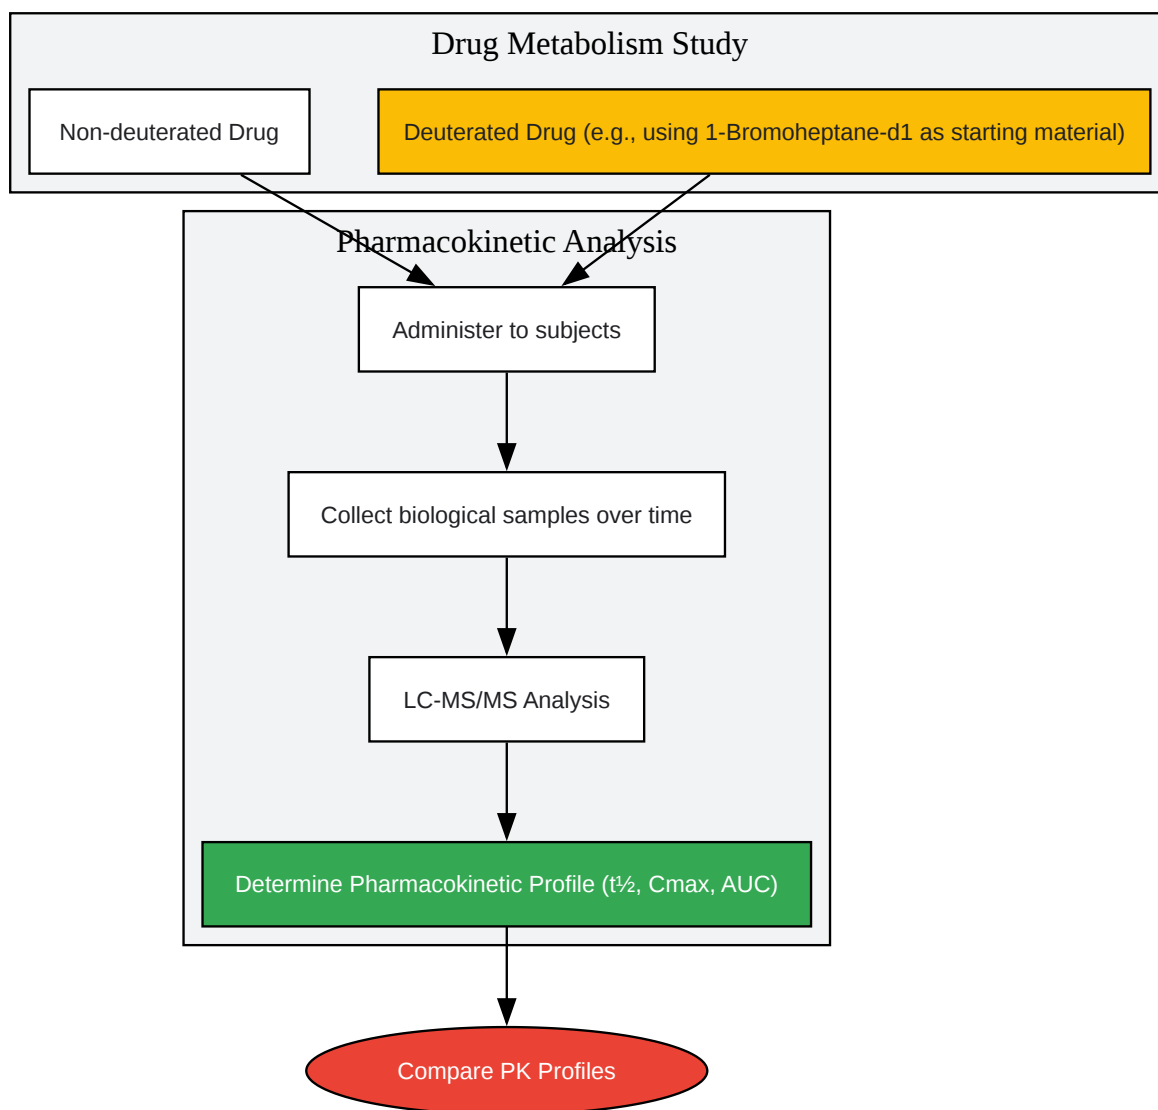 Drug Metabolism Study
Non-deuterated Drug
Deuterated Drug (e.g., using 1-Bromoheptane-d1 as starting material)
Pharmacokinetic Analysis
Administer to subjects
Collect biological samples over time
LC-MS/MS Analysis
Determine Pharmacokinetic Profile (t½, Cmax, AUC)
Compare PK Profiles